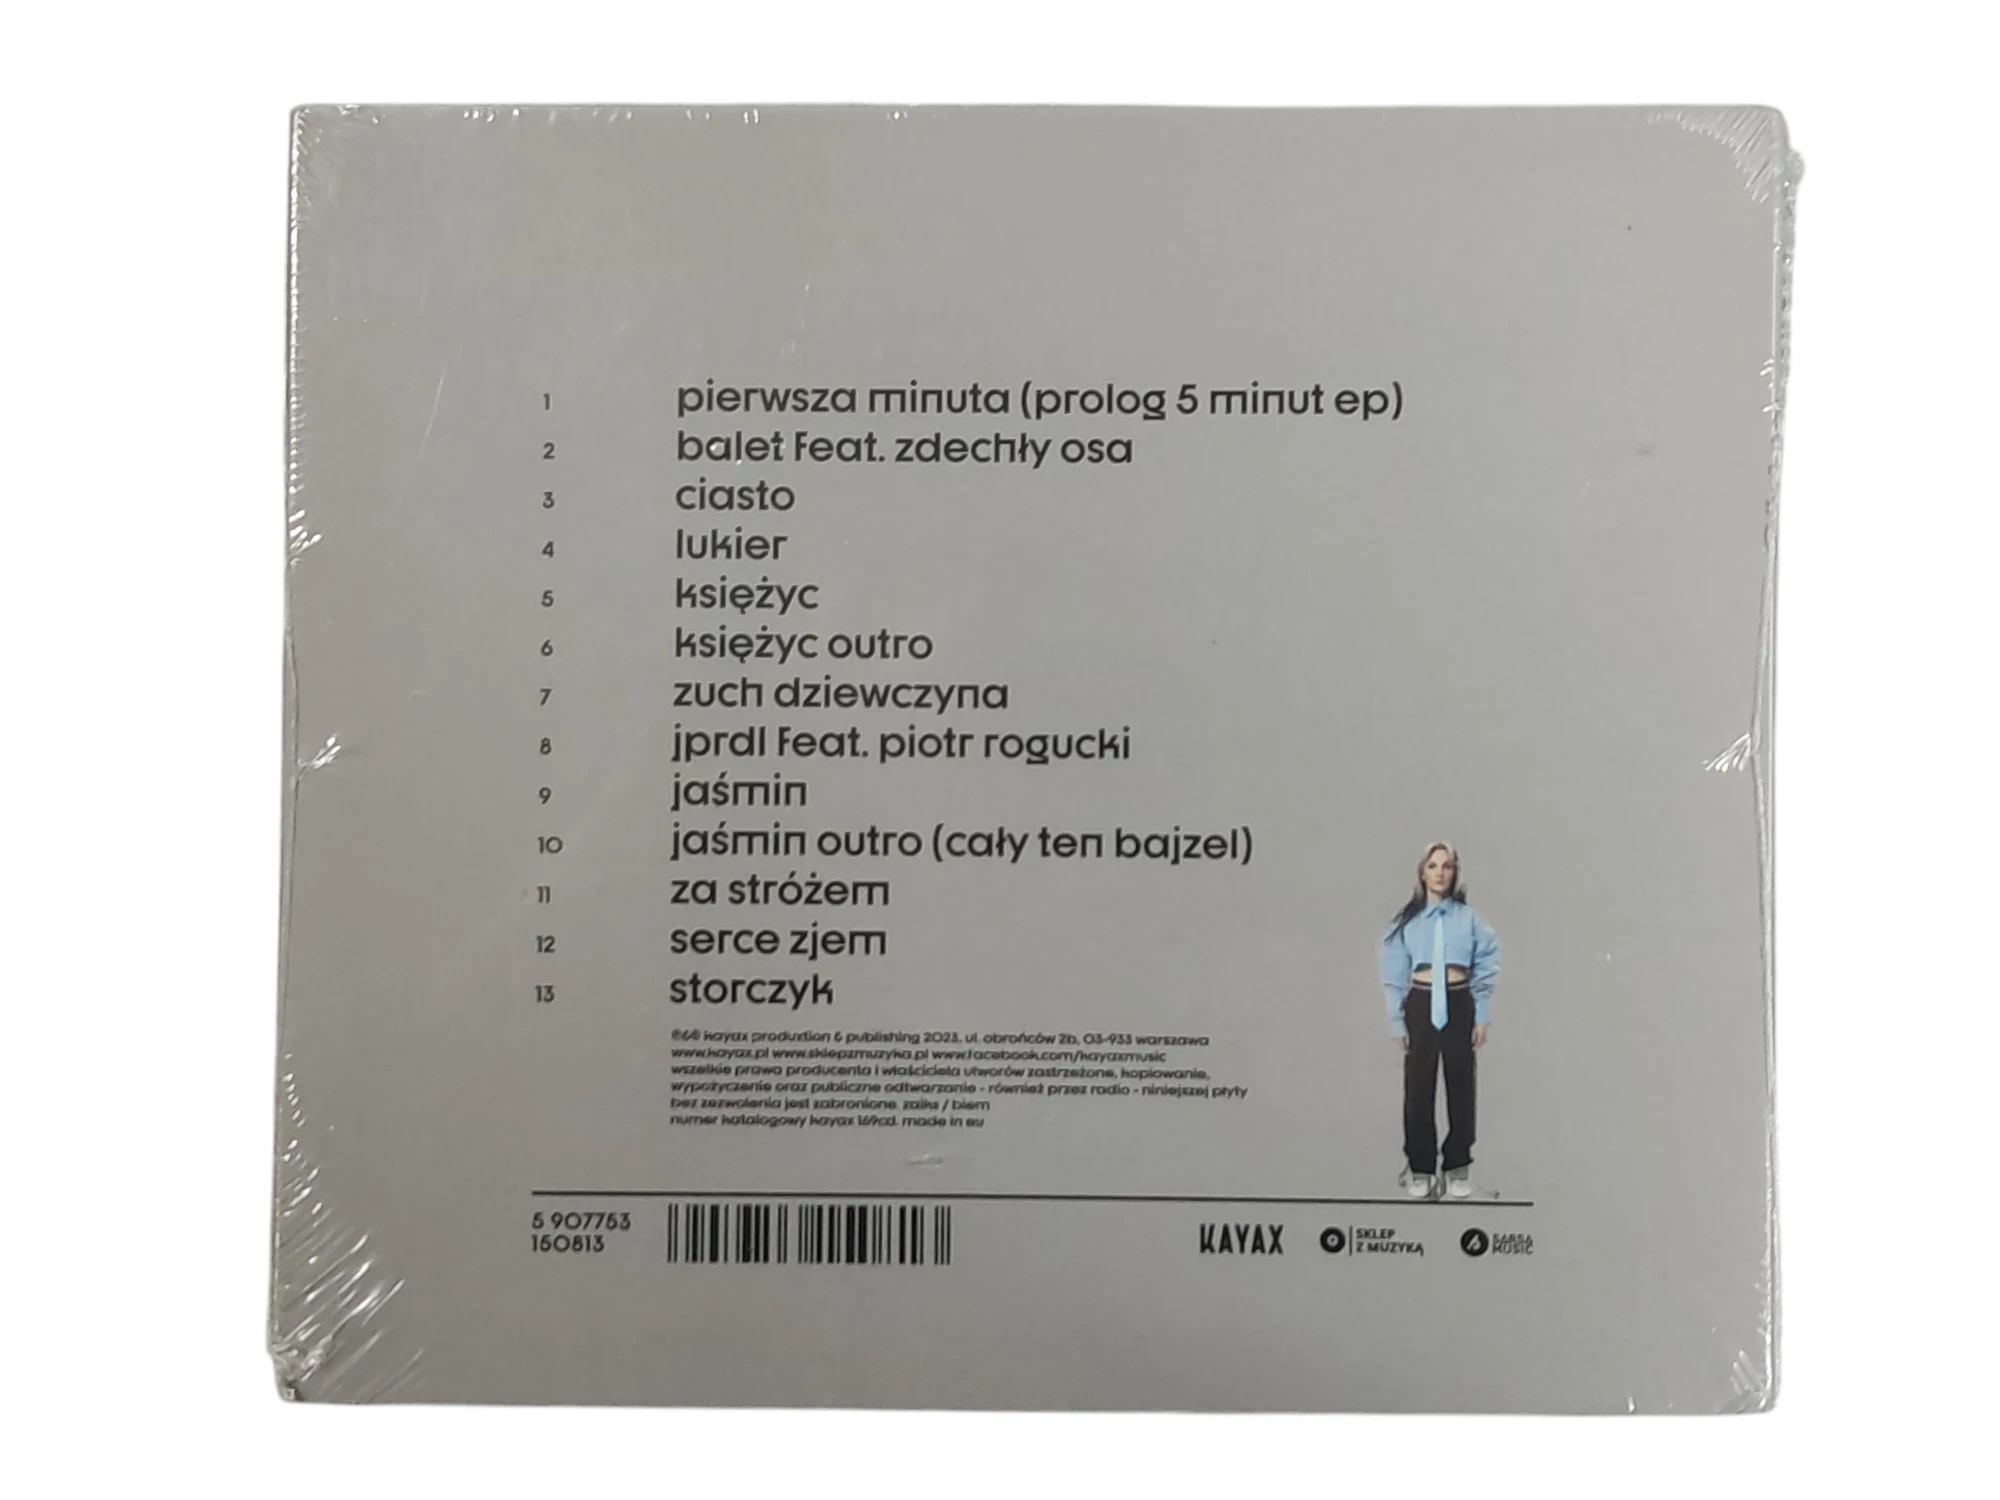 1 pierwsza minuta (prolog 5 minut ep)
2 balet feat. zdechły osa
3 ciasto
4 lukier
5 księżyc
6 księżyc outro
7 zuch dziewczyna
8 jprdl feat. piotr rogucki
9 jaśmin
10 jaśmin outro (cały ten bajzel)
11 za stróżem
12 serce zjem
13 storczyk
kayax production & publishing 2023. ul. obrońców 2b, 03-933 warszawa
www.kayax.pl www.sklepzmuzyka.pl www.facebook.com/kayaxmusic
wszelkie prawa producenta i właściciela utworów zastrzeżone, kopiowanie,
wypożyczenie oraz publiczne odtwarzanie - również przez radio - niniejszej płyty
bez zezwolenia jest zabronione. zaiks / biem
numer katalogowy kayax 169cd. made in eu
5 907753
150813
KAYAX
SKLEP
Z MUZYKĄ
SARSA
MUSIC